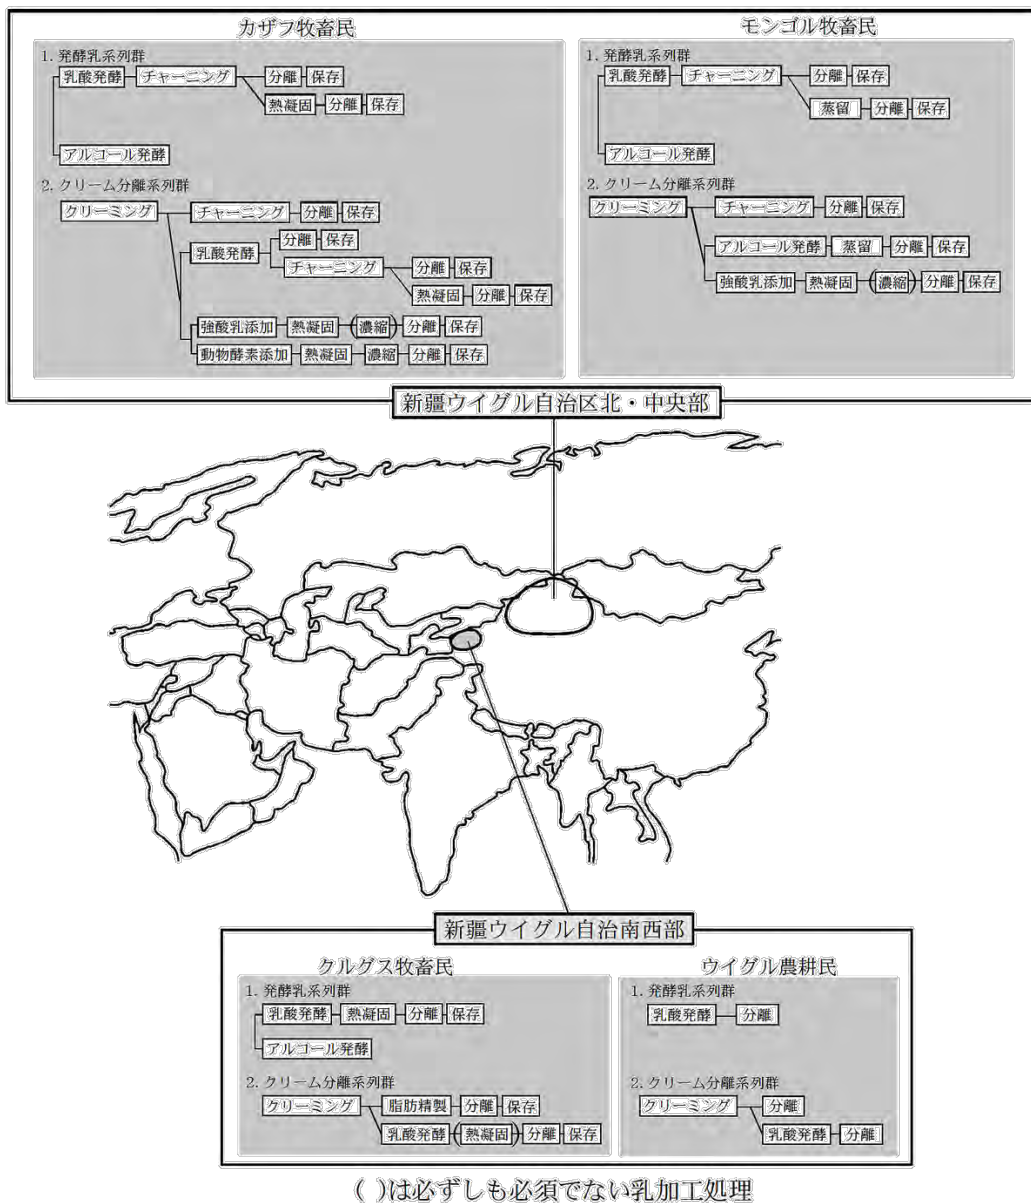 カザフ牧畜民
1. 発酵乳系列群
乳酸発酵 チャーニング 分離 保存
熱凝固 分離 保存
アルコール発酵
2. クリーム分離系列群
クリーミング チャーニング 分離 保存
乳酸発酵 分離 保存
チャーニング 分離 保存
熱凝固 分離 保存
強酸乳添加 熱凝固 (濃縮) 分離 保存
動物酵素添加 熱凝固 濃縮 分離 保存
モンゴル牧畜民
1. 発酵乳系列群
乳酸発酵 チャーニング 分離 保存
蒸留 分離 保存
アルコール発酵
2. クリーム分離系列群
クリーミング チャーニング 分離 保存
アルコール発酵 蒸留 分離 保存
強酸乳添加 熱凝固 (濃縮) 分離 保存
新疆ウイグル自治区北・中央部
新疆ウイグル自治南西部
クルグス牧畜民
1. 発酵乳系列群
乳酸発酵 熱凝固 分離 保存
アルコール発酵
2. クリーム分離系列群
クリーミング 脂肪精製 分離 保存
乳酸発酵 (熱凝固) 分離 保存
ウイグル農耕民
1. 発酵乳系列群
乳酸発酵 分離
2. クリーム分離系列群
クリーミング 分離
乳酸発酵 分離
( )は必ずしも必須でない乳加工処理